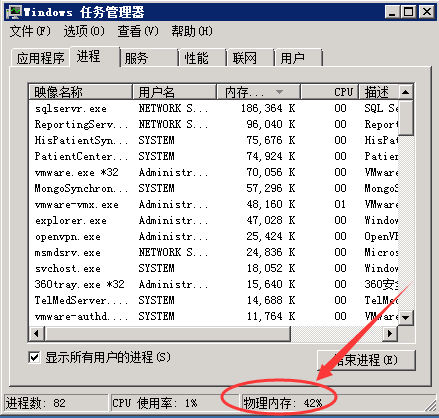 Windows 任务管理器
文件(F) 选项(O) 查看(V) 帮助(H)
应用程序 进程 服务 性能 联网 用户
映像名称 用户名 内存... CPU 描述
sqlservr.exe NETWORK S... 186,364 K 00 SQL Se
ReportingServ... NETWORK S... 96,040 K 00 Report
HisPatientSyn... SYSTEM 75,676 K 00 HisPat
PatientCenter... SYSTEM 74,924 K 00 Patien
vmware.exe *32 Administr... 70,056 K 00 VMware
MongoSynchron... SYSTEM 57,296 K 00 MongoS
vmware-vmx.exe Administr... 48,160 K 01 VMware
explorer.exe Administr... 47,028 K 00 Window
openvpn.exe Administr... 25,424 K 00 OpenVP
msmdsrv.exe NETWORK S... 24,836 K 00 Micros
svchost.exe SYSTEM 18,052 K 00 Window
360tray.exe *32 Administr... 15,640 K 00 360安全
TelMedServer.... SYSTEM 14,688 K 00 TelMed
vmware-authd.... SYSTEM 11,764 K 00 VMware
显示所有用户的进程(S) 结束进程(E)
进程数: 82 CPU 使用率: 1% 物理内存: 42%